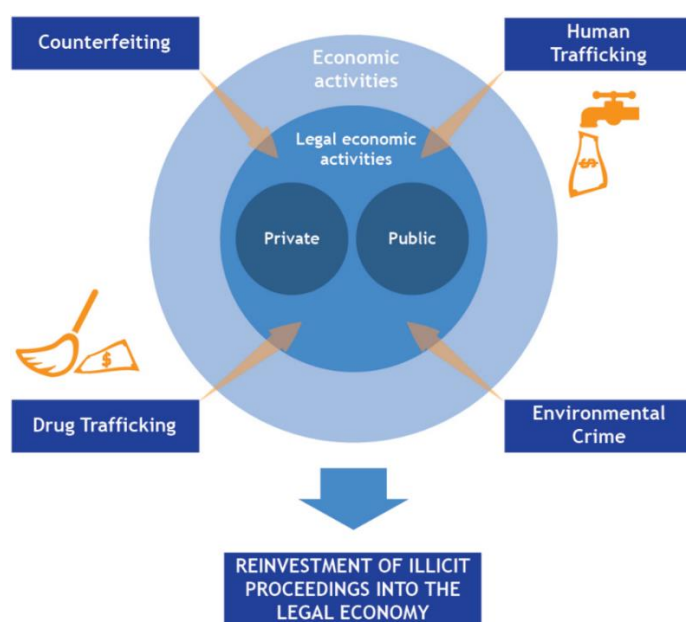 Counterfeiting
Human
Trafficking
Economic
activities
Legal economic
activities
Private
Public
$
$
Drug Trafficking
Environmental
Crime
REINVESTMENT OF ILLICIT
PROCEEDINGS INTO THE
LEGAL ECONOMY